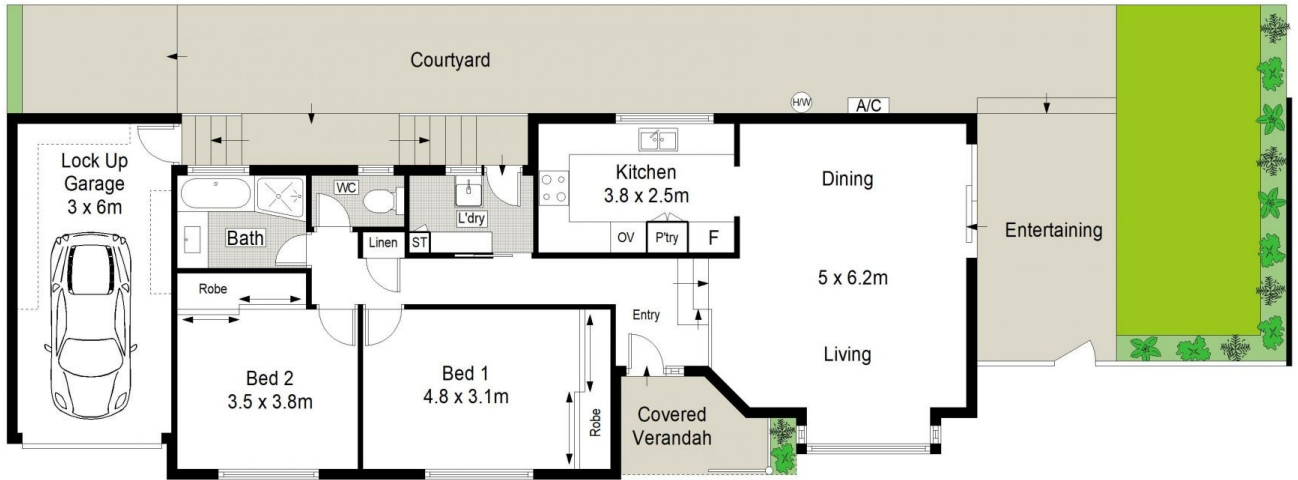 Courtyard
H/W
A/C
Lock Up
Garage
3 x 6m
WC
L'dry
Kitchen
3.8 x 2.5m
Dining
Bath
Linen
ST
OV
P'try
F
Entertaining
5 x 6.2m
Robe
Entry
Living
Bed 2
3.5 x 3.8m
Bed 1
4.8 x 3.1m
Robe
Covered
Verandah